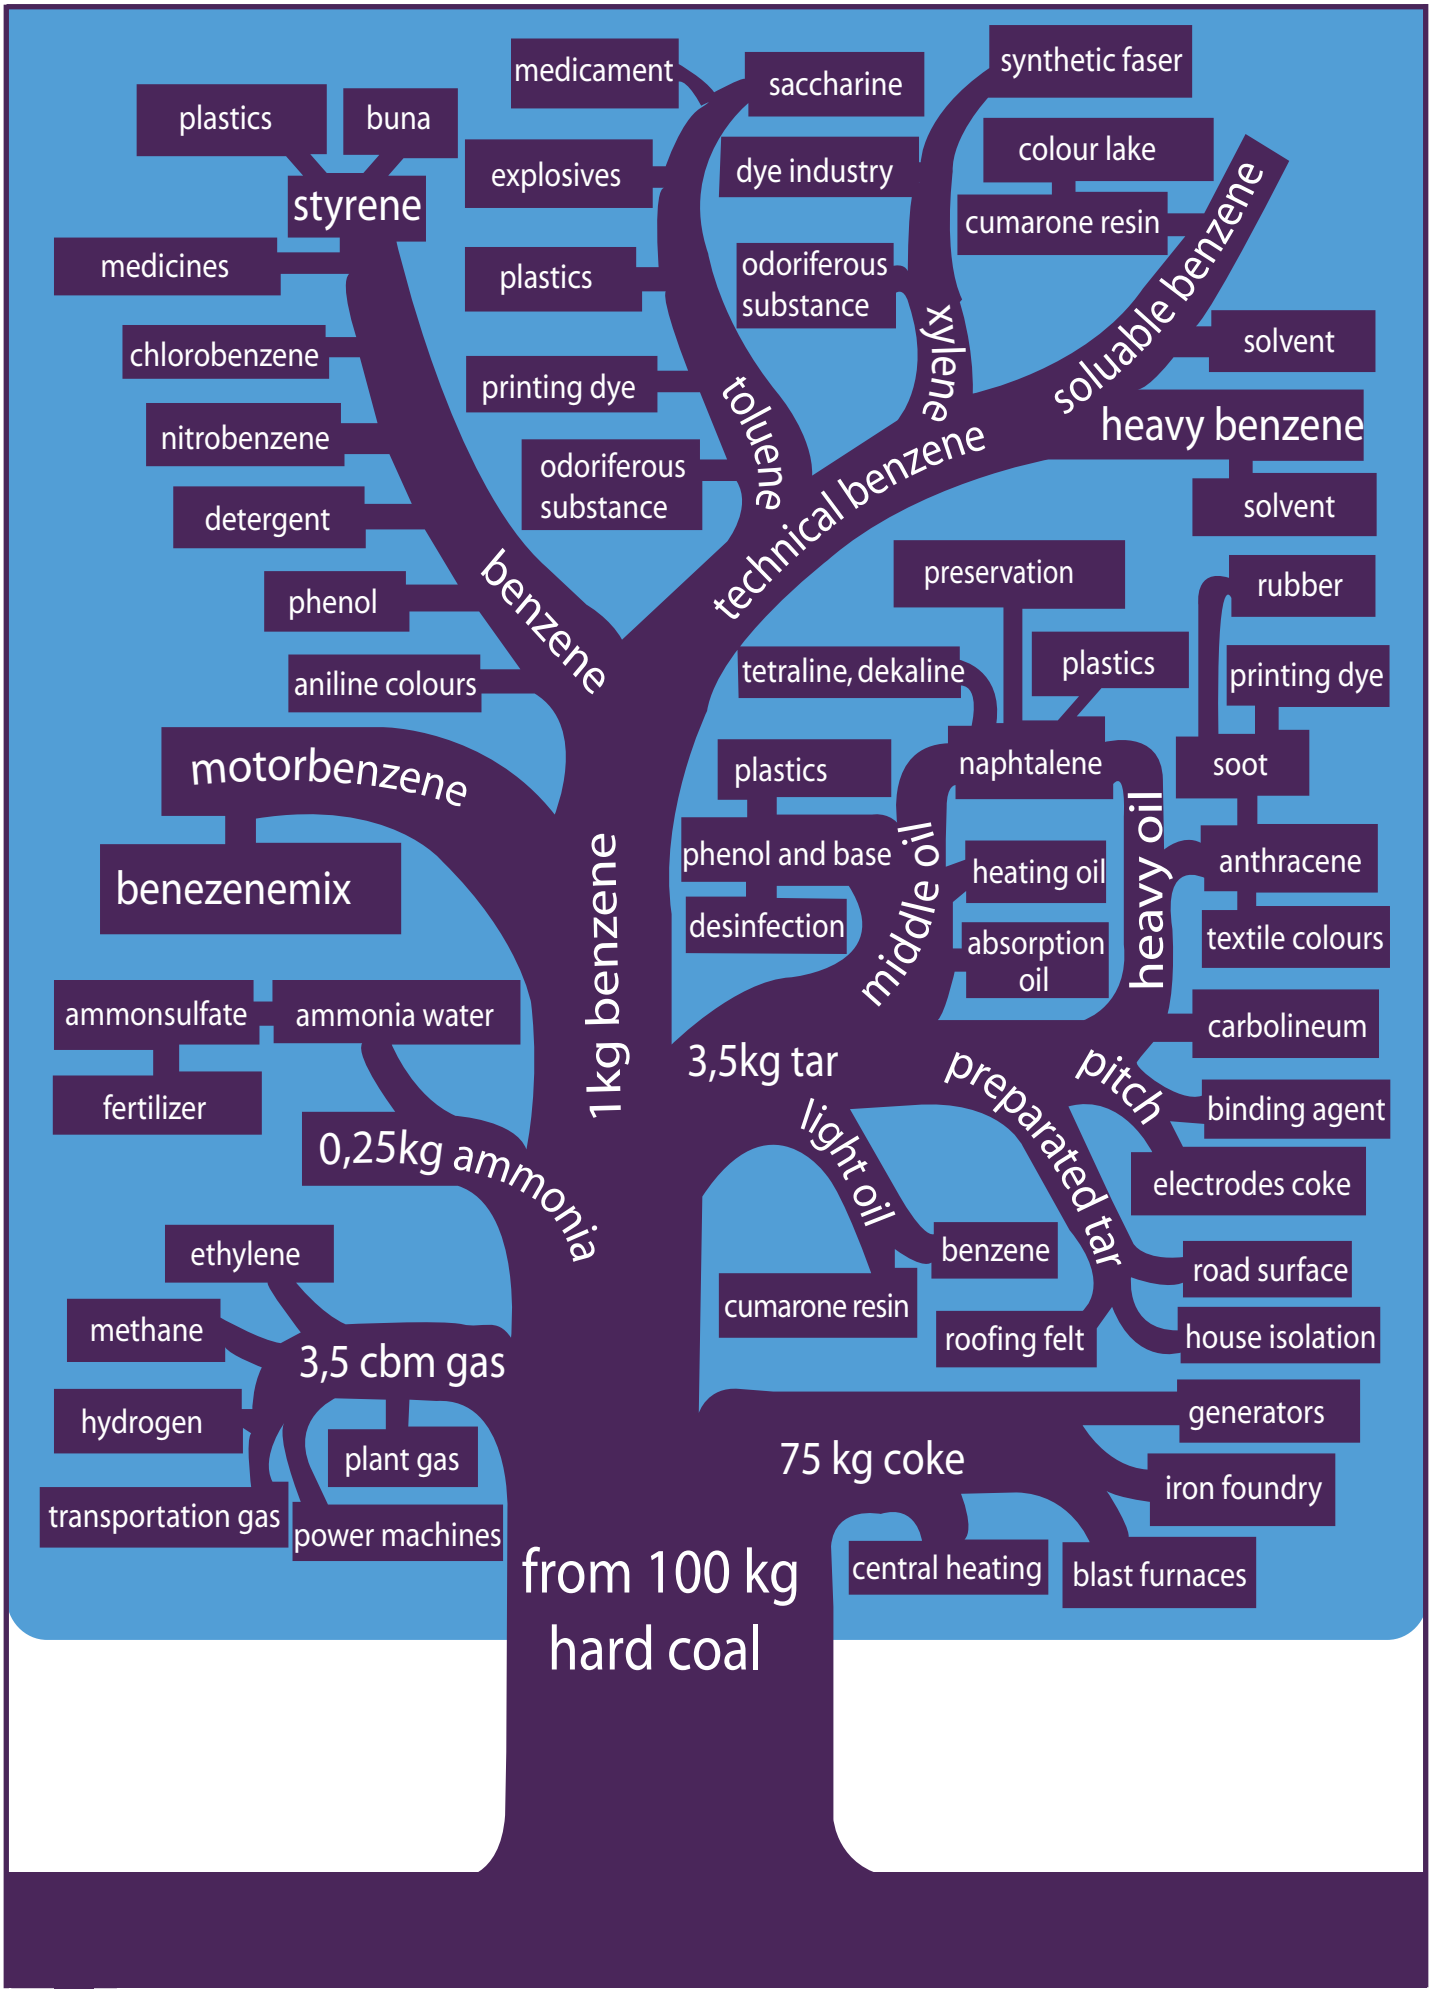 medicament
saccharine
synthetic faser
plastics
buna
explosives
dye industry
colour lake
styrene
cumarone resin
medicines
plastics
odoriferous
substance
soluable benzene
chlorobenzene
printing dye
toluene
xylene
solvent
nitrobenzene
heavy benzene
odoriferous
substance
technical benzene
solvent
detergent
phenol
benzene
preservation
rubber
aniline colours
tetraline, dekaline
plastics
printing dye
motorbenzene
plastics
naphtalene
soot
benezenemix
phenol and base
middle oil
heating oil
heavy oil
anthracene
desinfection
absorption
oil
textile colours
1kg benzene
ammonsulfate
ammonia water
carbolineum
fertilizer
3,5kg tar
preparated tar
pitch
binding agent
0,25kg ammonia
light oil
electrodes coke
ethylene
benzene
road surface
methane
3,5 cbm gas
cumarone resin
roofing felt
house isolation
hydrogen
plant gas
75 kg coke
generators
transportation gas
power machines
iron foundry
central heating
blast furnaces
from 100 kg
hard coal